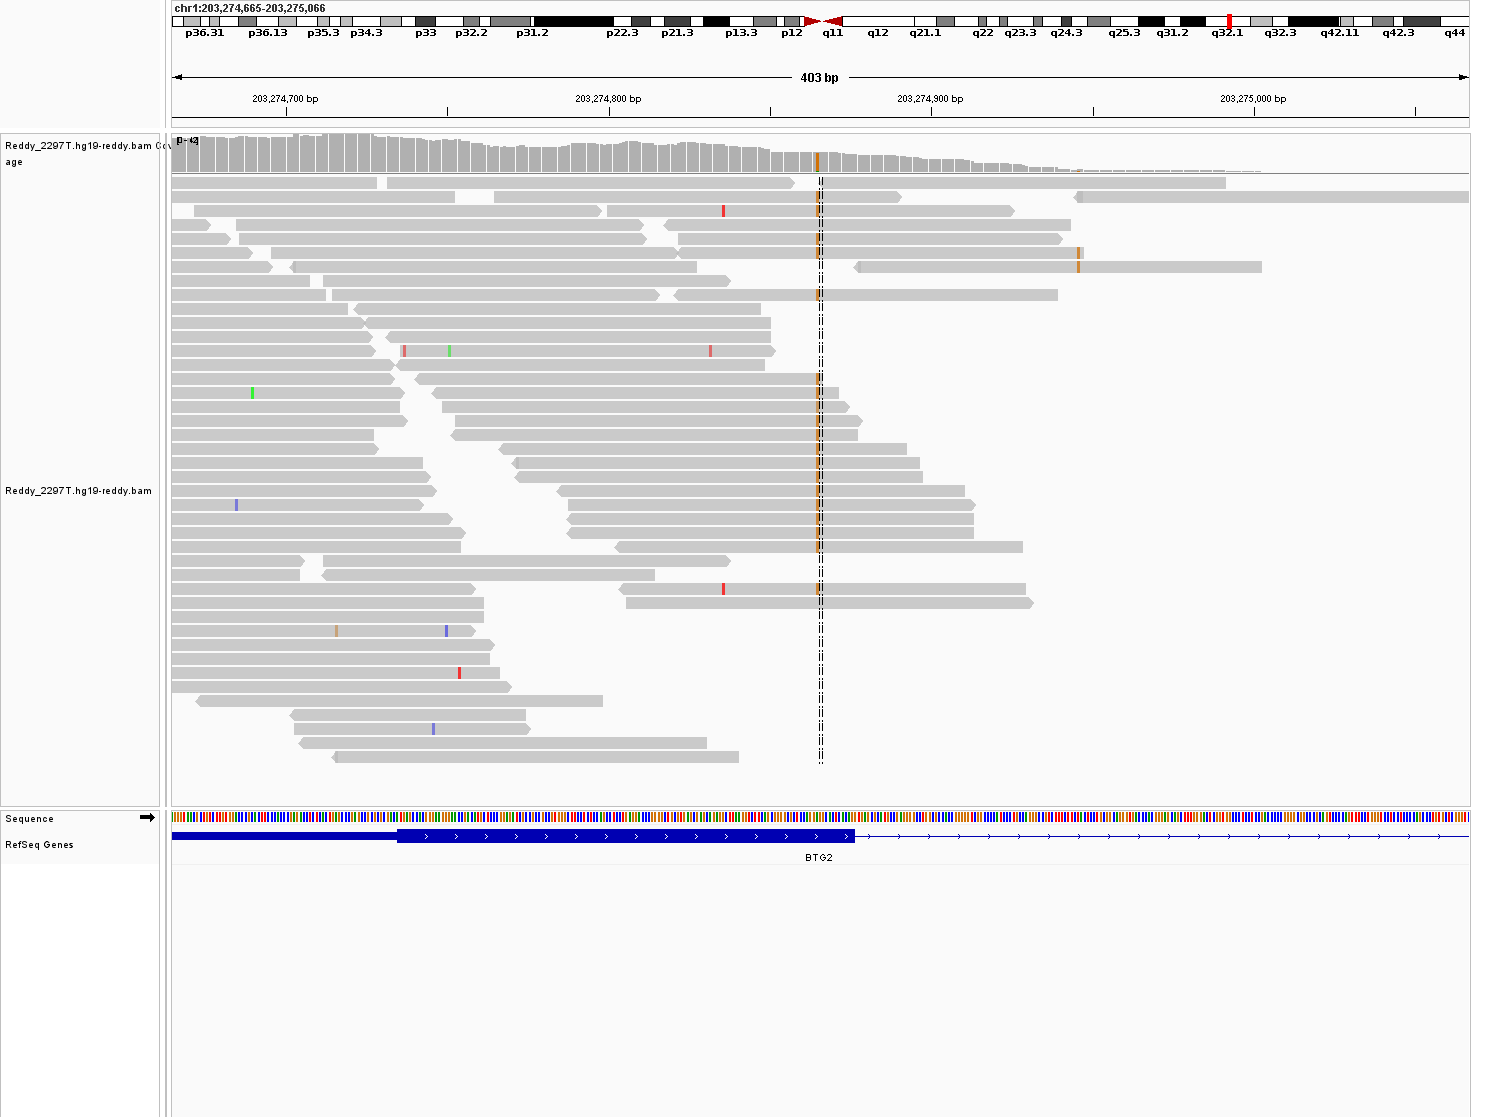 chr1:203,274,665-203,275,066
p36.31 p36.13 p35.3 p34.3 p33 p32.2 p31.2 p22.3 p21.3 p13.3 p12 q11 q12 q21.1 q22 q23.3 q24.3 q25.3 q31.2 q32.1 q32.3 q42.11 q42.3 q44
403 bp
203,274,700 bp 203,274,800 bp 203,274,900 bp 203,275,000 bp
Reddy_2297T.hg19-reddy.bam Cov
age
Reddy_2297T.hg19-reddy.bam
Sequence
RefSeq Genes
BTG2